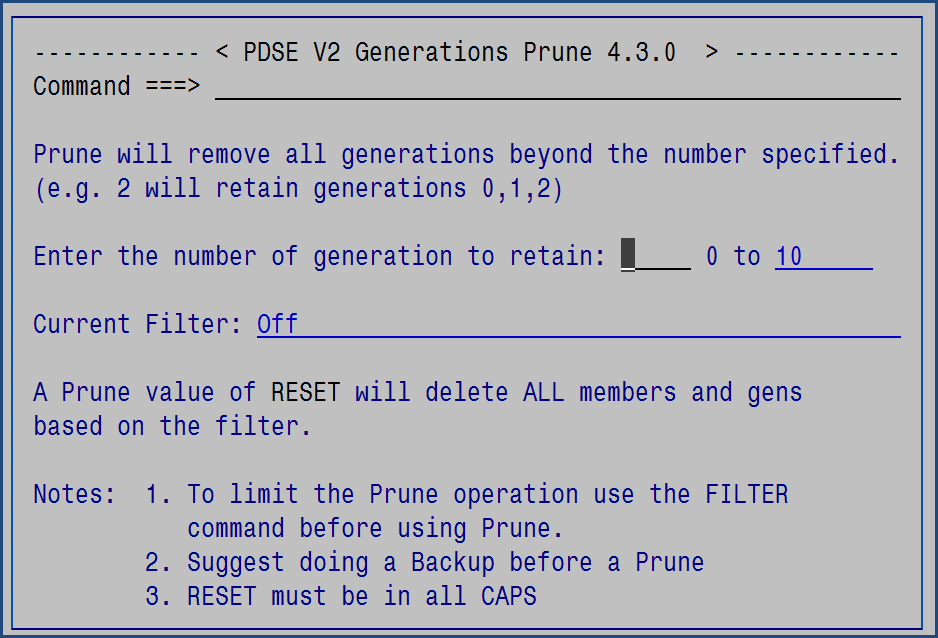 ------------ < PDSE V2 Generations Prune 4.3.0  > ------------
Command ===>
Prune will remove all generations beyond the number specified.
(e.g. 2 will retain generations 0,1,2)
Enter the number of generation to retain: 0 to 10
Current Filter: Off
A Prune value of RESET will delete ALL members and gens
based on the filter.
Notes:  1. To limit the Prune operation use the FILTER
command before using Prune.
2. Suggest doing a Backup before a Prune
3. RESET must be in all CAPS